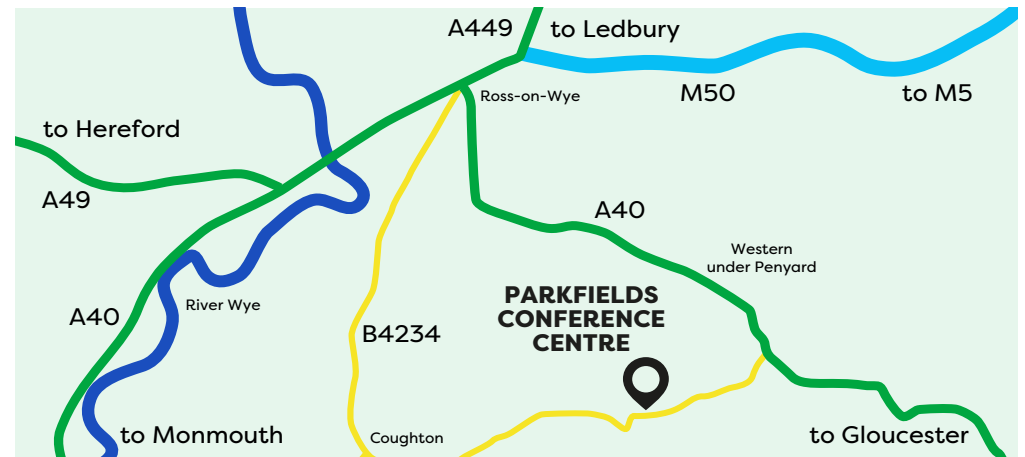 A449
to Ledbury
Ross-on-Wye
M50
to M5
to Hereford
A49
A40
Western
under Penyard
River Wye
PARKFIELDS
CONFERENCE
CENTRE
A40
B4234
to Monmouth
Coughton
to Gloucester